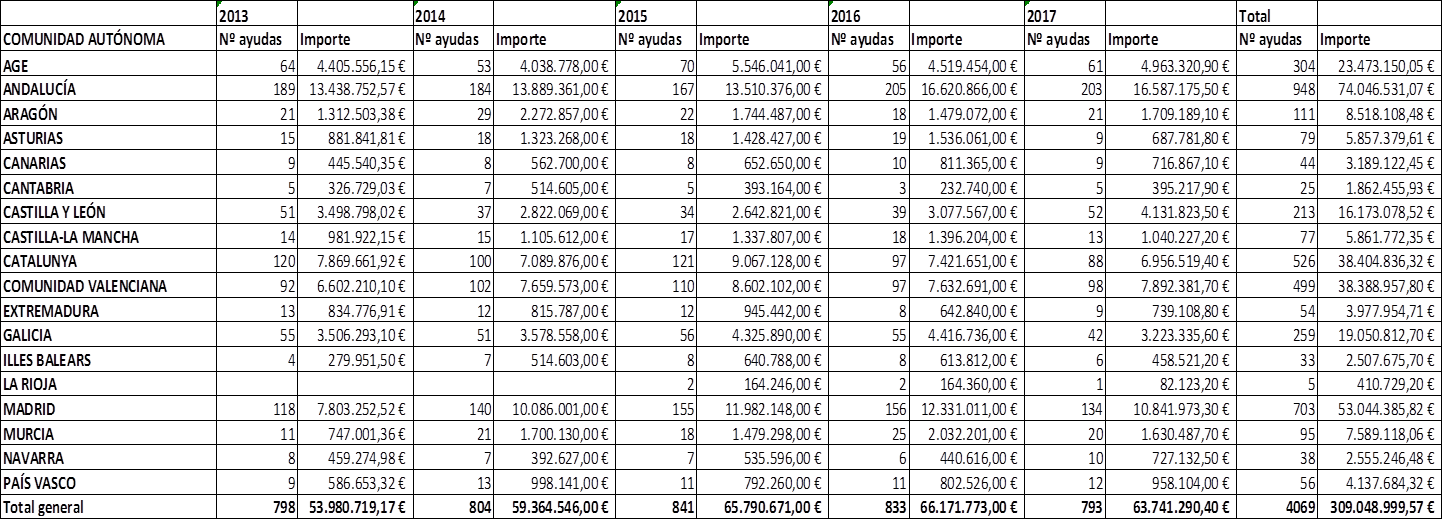 2013 2014 2015 2016 2017 Total
COMUNIDAD AUTÓNOMA Nº ayudas Importe Nº ayudas Importe Nº ayudas Importe Nº ayudas Importe Nº ayudas Importe Nº ayudas Importe
AGE 64 4.405.556,15 € 53 4.038.778,00 € 70 5.546.041,00 € 56 4.519.454,00 € 61 4.963.320,90 € 304 23.473.150,05 €
ANDALUCÍA 189 13.438.752,57 € 184 13.889.361,00 € 167 13.510.376,00 € 205 16.620.866,00 € 203 16.587.175,50 € 948 74.046.531,07 €
ARAGÓN 21 1.312.503,38 € 29 2.272.857,00 € 22 1.744.487,00 € 18 1.479.072,00 € 21 1.709.189,10 € 111 8.518.108,48 €
ASTURIAS 15 881.841,81 € 18 1.323.268,00 € 18 1.428.427,00 € 19 1.536.061,00 € 9 687.781,80 € 79 5.857.379,61 €
CANARIAS 9 445.540,35 € 8 562.700,00 € 8 652.650,00 € 10 811.365,00 € 9 716.867,10 € 44 3.189.122,45 €
CANTABRIA 5 326.729,03 € 7 514.605,00 € 5 393.164,00 € 3 232.740,00 € 5 395.217,90 € 25 1.862.455,93 €
CASTILLA Y LEÓN 51 3.498.798,02 € 37 2.822.069,00 € 34 2.642.821,00 € 39 3.077.567,00 € 52 4.131.823,50 € 213 16.173.078,52 €
CASTILLA-LA MANCHA 14 981.922,15 € 15 1.105.612,00 € 17 1.337.807,00 € 18 1.396.204,00 € 13 1.040.227,20 € 77 5.861.772,35 €
CATALUNYA 120 7.869.661,92 € 100 7.089.876,00 € 121 9.067.128,00 € 97 7.421.651,00 € 88 6.956.519,40 € 526 38.404.836,32 €
COMUNIDAD VALENCIANA 92 6.602.210,10 € 102 7.659.573,00 € 110 8.602.102,00 € 97 7.632.691,00 € 98 7.892.381,70 € 499 38.388.957,80 €
EXTREMADURA 13 834.776,91 € 12 815.787,00 € 12 945.442,00 € 8 642.840,00 € 9 739.108,80 € 54 3.977.954,71 €
GALICIA 55 3.506.293,10 € 51 3.578.558,00 € 56 4.325.890,00 € 55 4.416.736,00 € 42 3.223.335,60 € 259 19.050.812,70 €
ILLES BALEARS 4 279.951,50 € 7 514.603,00 € 8 640.788,00 € 8 613.812,00 € 6 458.521,20 € 33 2.507.675,70 €
LA RIOJA 2 164.246,00 € 2 164.360,00 € 1 82.123,20 € 5 410.729,20 €
MADRID 118 7.803.252,52 € 140 10.086.001,00 € 155 11.982.148,00 € 156 12.331.011,00 € 134 10.841.973,30 € 703 53.044.385,82 €
MURCIA 11 747.001,36 € 21 1.700.130,00 € 18 1.479.298,00 € 25 2.032.201,00 € 20 1.630.487,70 € 95 7.589.118,06 €
NAVARRA 8 459.274,98 € 7 392.627,00 € 7 535.596,00 € 6 440.616,00 € 10 727.132,50 € 38 2.555.246,48 €
PAÍS VASCO 9 586.653,32 € 13 998.141,00 € 11 792.260,00 € 11 802.526,00 € 12 958.104,00 € 56 4.137.684,32 €
Total general 798 53.980.719,17 € 804 59.364.546,00 € 841 65.790.671,00 € 833 66.171.773,00 € 793 63.741.290,40 € 4069 309.048.999,57 €